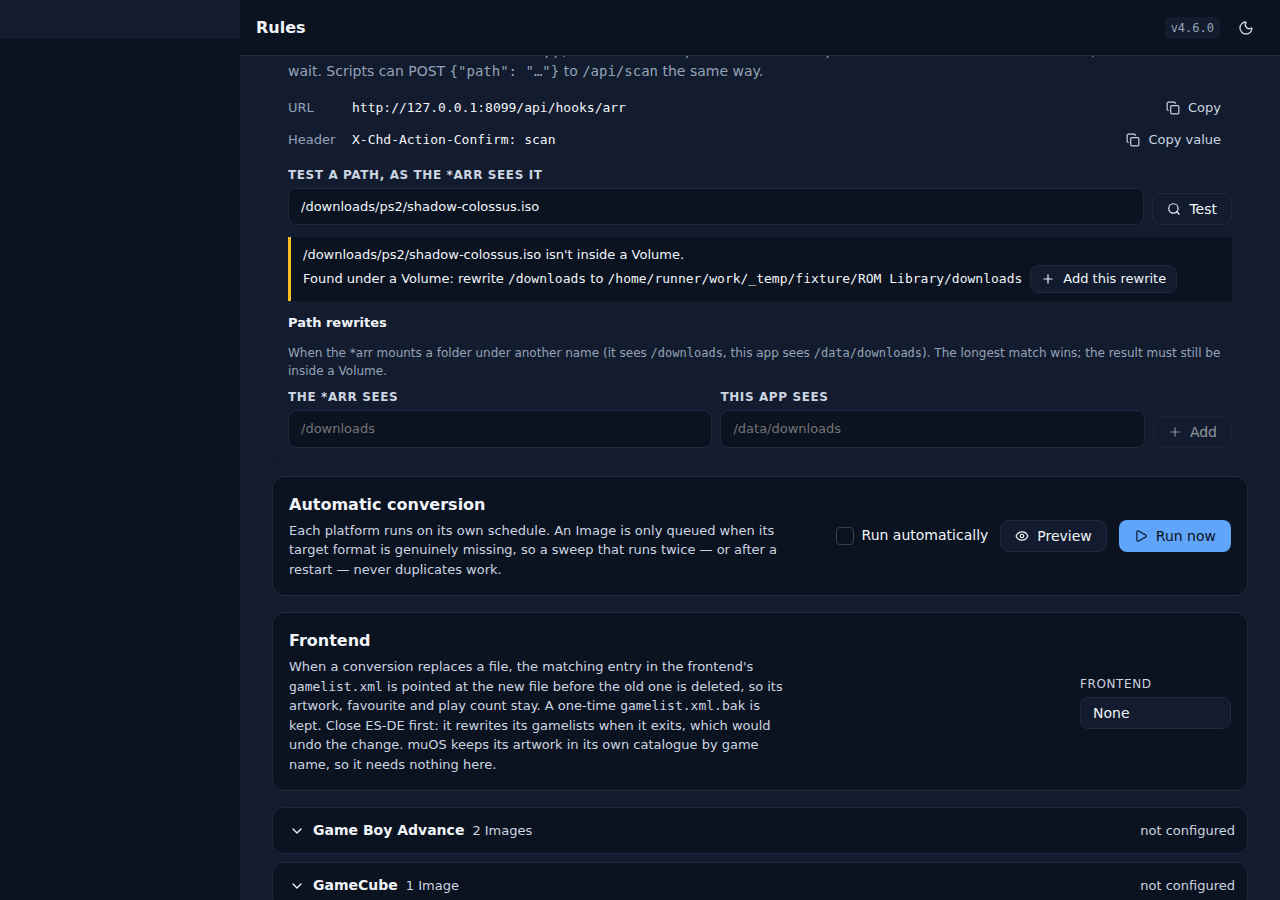 Rules
v4.6.0
wait. Scripts can POST {"path": "…"} to /api/scan the same way.
URL http://127.0.0.1:8099/api/hooks/arr Copy
Header X-Chd-Action-Confirm: scan Copy value
TEST A PATH, AS THE *ARR SEES IT
/downloads/ps2/shadow-colossus.iso Test
/downloads/ps2/shadow-colossus.iso isn't inside a Volume.
Found under a Volume: rewrite /downloads to /home/runner/work/_temp/fixture/ROM Library/downloads Add this rewrite
Path rewrites
When the *arr mounts a folder under another name (it sees /downloads, this app sees /data/downloads). The longest match wins; the result must still be
inside a Volume.
THE *ARR SEES THIS APP SEES
/downloads /data/downloads Add
Automatic conversion
Each platform runs on its own schedule. An Image is only queued when its
target format is genuinely missing, so a sweep that runs twice — or after a
restart — never duplicates work.
Run automatically Preview Run now
Frontend
When a conversion replaces a file, the matching entry in the frontend's
gamelist.xml is pointed at the new file before the old one is deleted, so its
artwork, favourite and play count stay. A one-time gamelist.xml.bak is
kept. Close ES-DE first: it rewrites its gamelists when it exits, which would
undo the change. muOS keeps its artwork in its own catalogue by game
name, so it needs nothing here.
FRONTEND
None
Game Boy Advance 2 Images not configured
GameCube 1 Image not configured